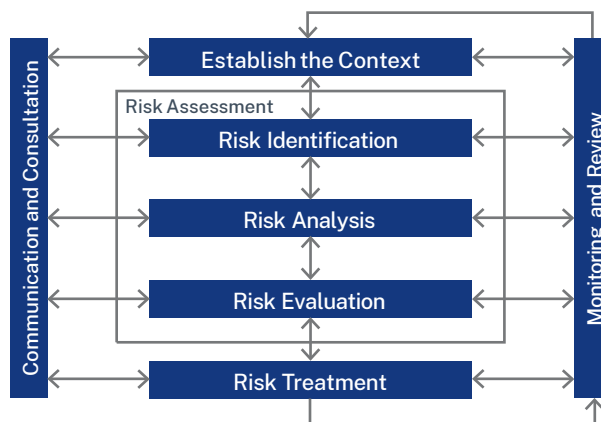 Establish the Context
Risk Assessment
Risk Identification
Risk Analysis
Risk Evaluation
Risk Treatment
Communication and Consultation
Monitoring and Review